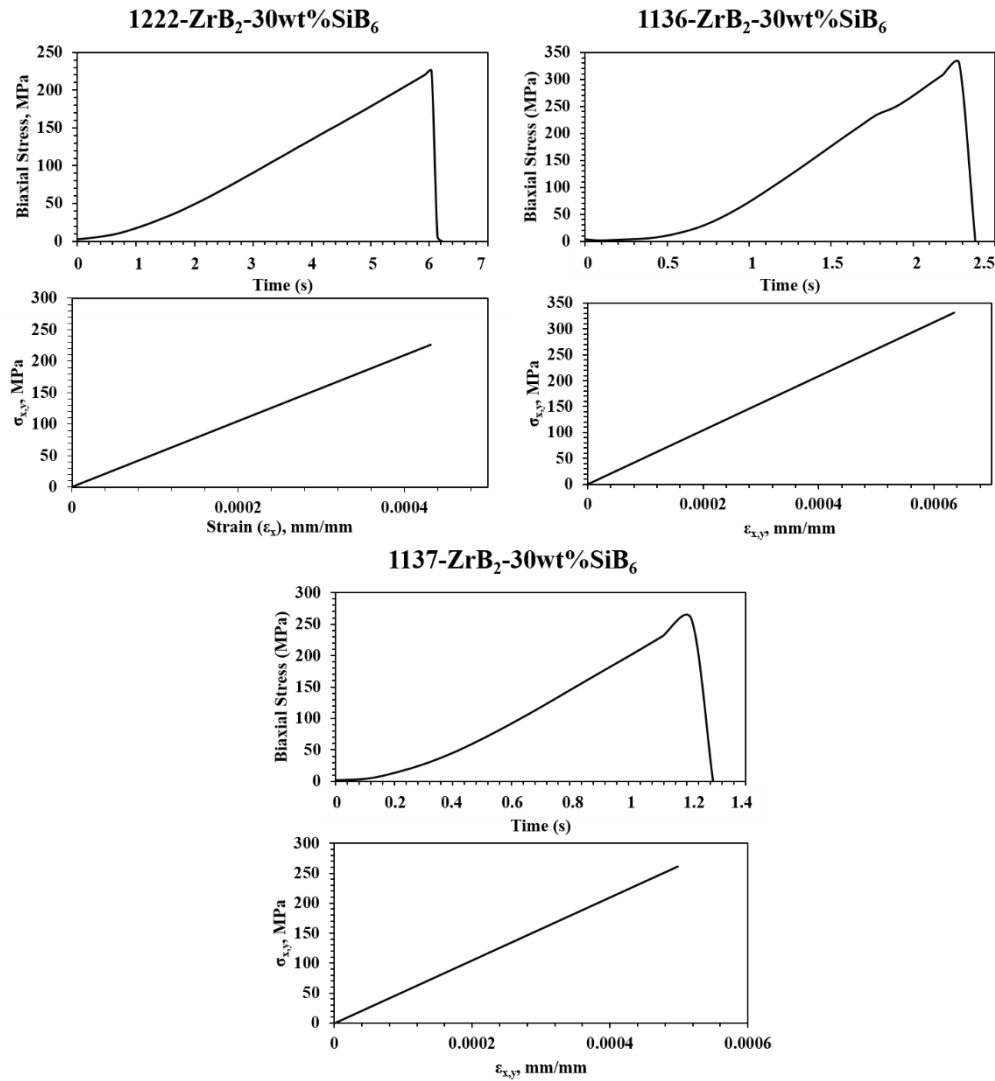 1222-ZrB₂-30wt%SiB₆
250
200
150
100
50
0
Biaxial Stress, MPa
0 1 2 3 4 5 6 7
Time (s)
300
250
200
150
100
50
0
σx,y, MPa
0 0.0002 0.0004
Strain (εx), mm/mm
1136-ZrB₂-30wt%SiB₆
350
300
250
200
150
100
50
0
Biaxial Stress (MPa)
0 0.5 1 1.5 2 2.5
Time (s)
350
300
250
200
150
100
50
0
σx,y, MPa
0 0.0002 0.0004 0.0006
εx,y, mm/mm
1137-ZrB₂-30wt%SiB₆
300
250
200
150
100
50
0
Biaxial Stress (MPa)
0 0.2 0.4 0.6 0.8 1 1.2 1.4
Time (s)
300
250
200
150
100
50
0
σx,y, MPa
0 0.0002 0.0004 0.0006
εx,y, mm/mm